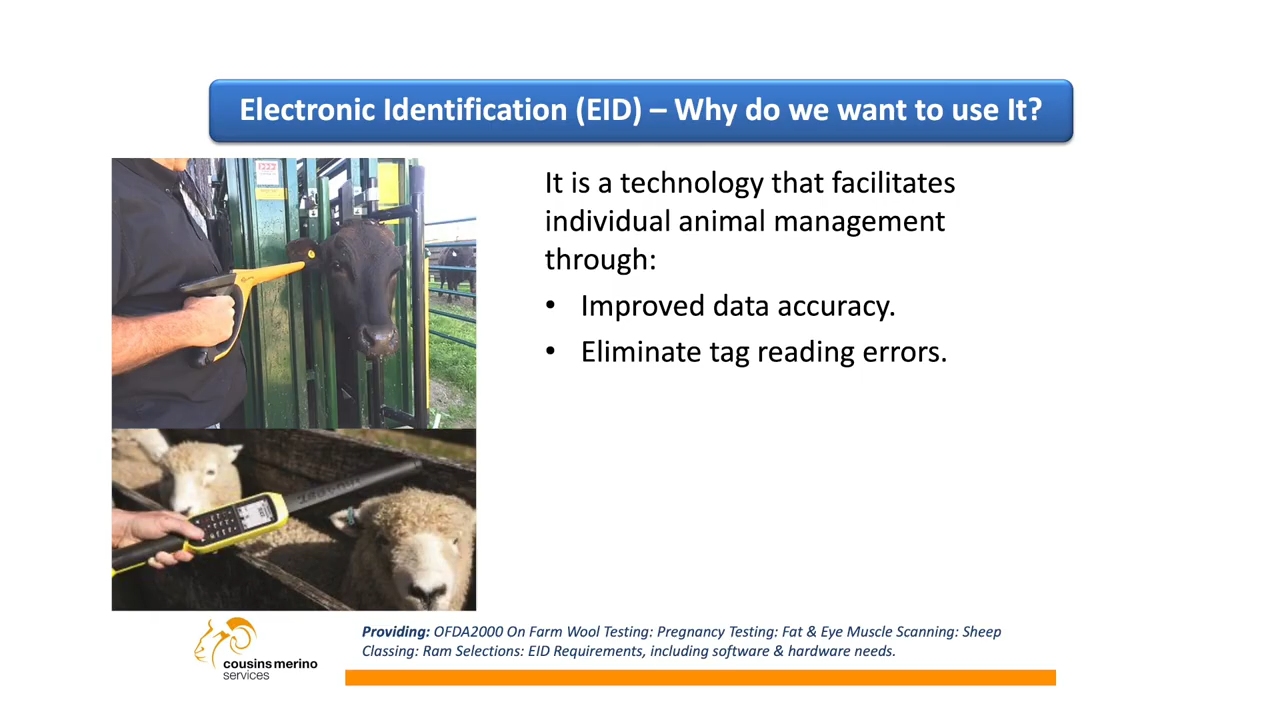 Electronic Identification (EID) – Why do we want to use It?
It is a technology that facilitates
individual animal management
through:
• Improved data accuracy.
• Eliminate tag reading errors.
cousins merino
services
Providing: OFDA2000 On Farm Wool Testing: Pregnancy Testing: Fat & Eye Muscle Scanning: Sheep
Classing: Ram Selections: EID Requirements, including software & hardware needs.